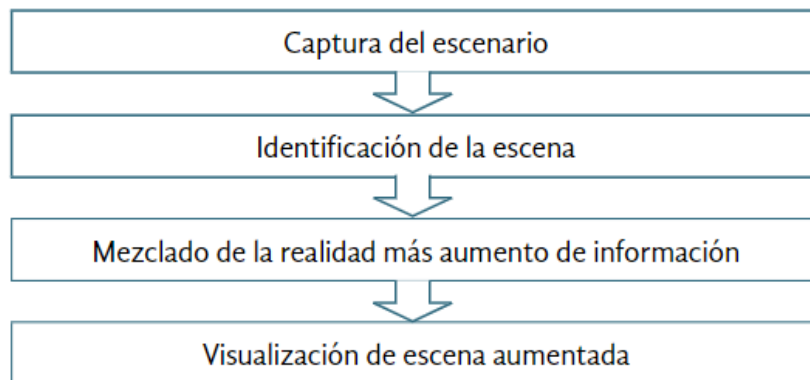 Captura del escenario
Identificación de la escena
Mezclado de la realidad más aumento de información
Visualización de escena aumentada